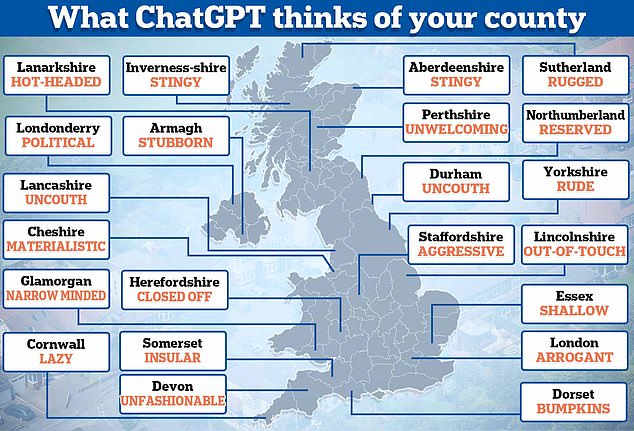 What ChatGPT thinks of your county
Lanarkshire
HOT-HEADED
Inverness-shire
STINGY
Aberdeenshire
STINGY
Sutherland
RUGGED
Londonderry
POLITICAL
Armagh
STUBBORN
Perthshire
UNWELCOMING
Northumberland
RESERVED
Lancashire
UNCOUTH
Durham
UNCOUTH
Yorkshire
RUDE
Cheshire
MATERIALISTIC
Staffordshire
AGGRESSIVE
Lincolnshire
OUT-OF-TOUCH
Glamorgan
NARROW MINDED
Herefordshire
CLOSED OFF
Essex
SHALLOW
Cornwall
LAZY
Somerset
INSULAR
London
ARROGANT
Devon
UNFASHIONABLE
Dorset
BUMPKINS